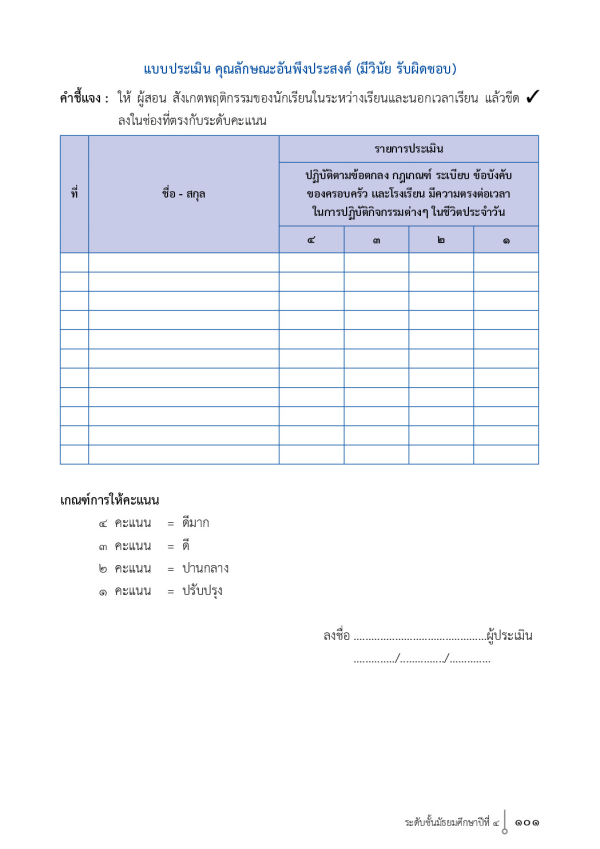 แบบประเมิน คุณลักษณะอันพึงประสงค์ (มีวินัย รับผิดชอบ)
คำชี้แจง : ให้ ผู้สอน สังเกตพฤติกรรมของนักเรียนในระหว่างเรียนและนอกเวลาเรียน แล้วขีด ✓
ลงในช่องที่ตรงกับระดับคะแนน
รายการประเมิน
ที่ ชื่อ - สกุล
ปฏิบัติตามข้อตกลง กฎเกณฑ์ ระเบียบ ข้อบังคับ
ของครอบครัว และโรงเรียน มีความตรงต่อเวลา
ในการปฏิบัติกิจกรรมต่างๆ ในชีวิตประจำวัน
๔ ๓ ๒ ๑
เกณฑ์การให้คะแนน
๔ คะแนน = ดีมาก
๓ คะแนน = ดี
๒ คะแนน = ปานกลาง
๑ คะแนน = ปรับปรุง
ลงชื่อ .............................................ผู้ประเมิน
............../.............../..............
ระดับชั้นมัธยมศึกษาปีที่ ๔ ๑๐๑